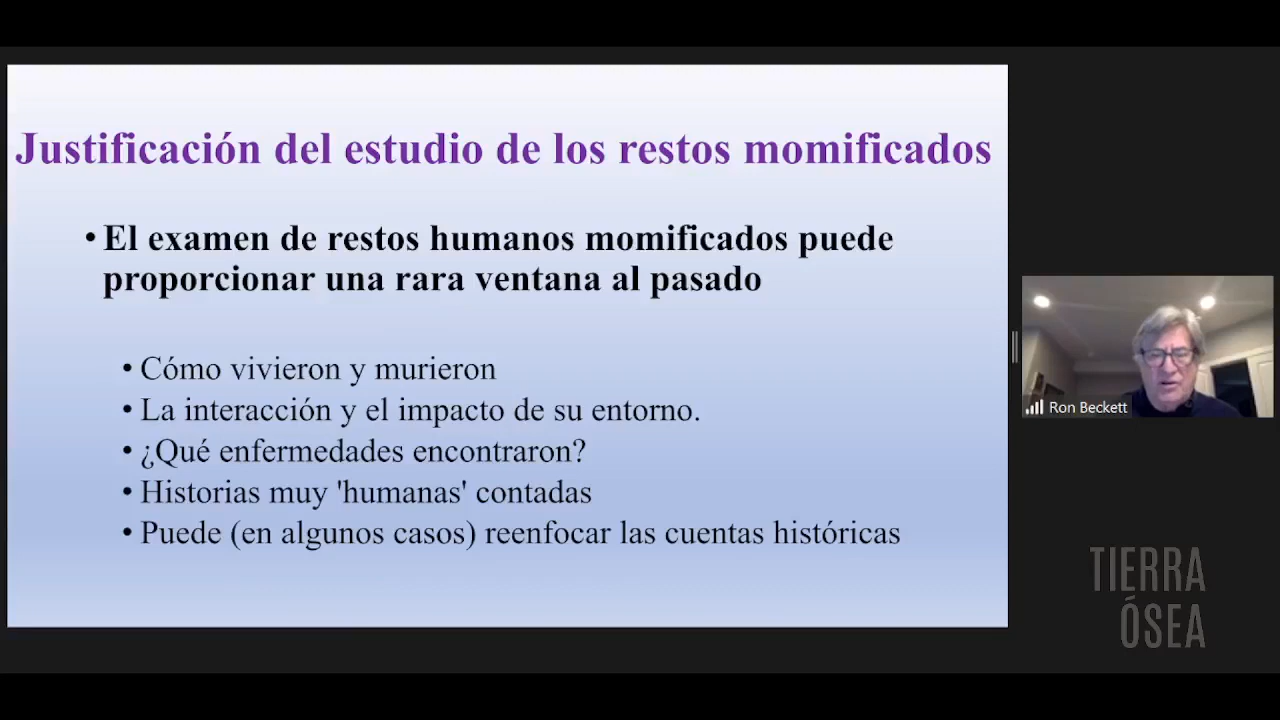 Justificación del estudio de los restos momificados
• El examen de restos humanos momificados puede
proporcionar una rara ventana al pasado
• Cómo vivieron y murieron
• La interacción y el impacto de su entorno.
• ¿Qué enfermedades encontraron?
• Historias muy 'humanas' contadas
• Puede (en algunos casos) reenfocar las cuentas históricas
Ron Beckett
TIERRA
ÓSEA